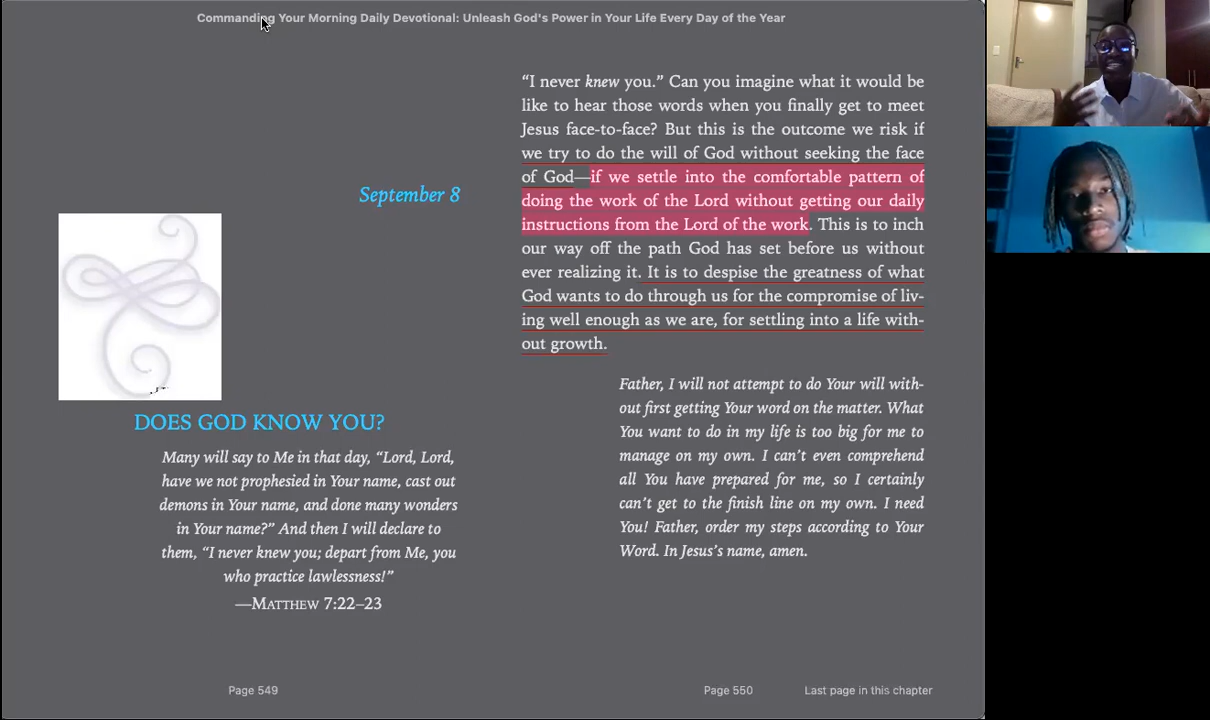 Commanding Your Morning Daily Devotional: Unleash God's Power in Your Life Every Day of the Year
September 8
DOES GOD KNOW YOU?
Many will say to Me in that day, “Lord, Lord,
have we not prophesied in Your name, cast out
demons in Your name, and done many wonders
in Your name?” And then I will declare to
them, “I never knew you; depart from Me, you
who practice lawlessness!”
—MATTHEW 7:22–23
Page 549
“I never knew you.” Can you imagine what it would be
like to hear those words when you finally get to meet
Jesus face-to-face? But this is the outcome we risk if
we try to do the will of God without seeking the face
of God—if we settle into the comfortable pattern of
doing the work of the Lord without getting our daily
instructions from the Lord of the work. This is to inch
our way off the path God has set before us without
ever realizing it. It is to despise the greatness of what
God wants to do through us for the compromise of liv-
ing well enough as we are, for settling into a life with-
out growth.
Father, I will not attempt to do Your will with-
out first getting Your word on the matter. What
You want to do in my life is too big for me to
manage on my own. I can’t even comprehend
all You have prepared for me, so I certainly
can’t get to the finish line on my own. I need
You! Father, order my steps according to Your
Word. In Jesus’s name, amen.
Page 550
Last page in this chapter